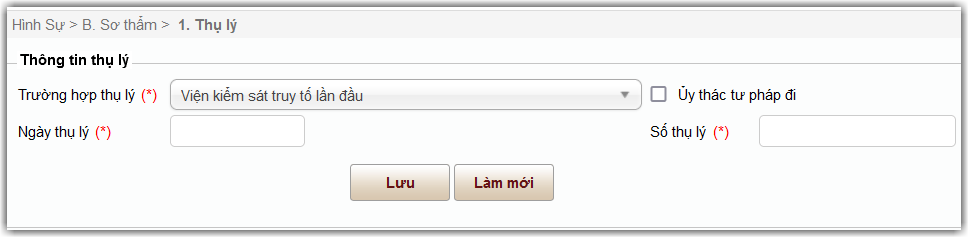 Hình Sự > B. Sơ thẩm > 1. Thụ lý
Thông tin thụ lý
Trường hợp thụ lý (*) Viện kiểm sát truy tố lần đầu Ủy thác tư pháp đi
Ngày thụ lý (*) Số thụ lý (*)
Lưu Làm mới